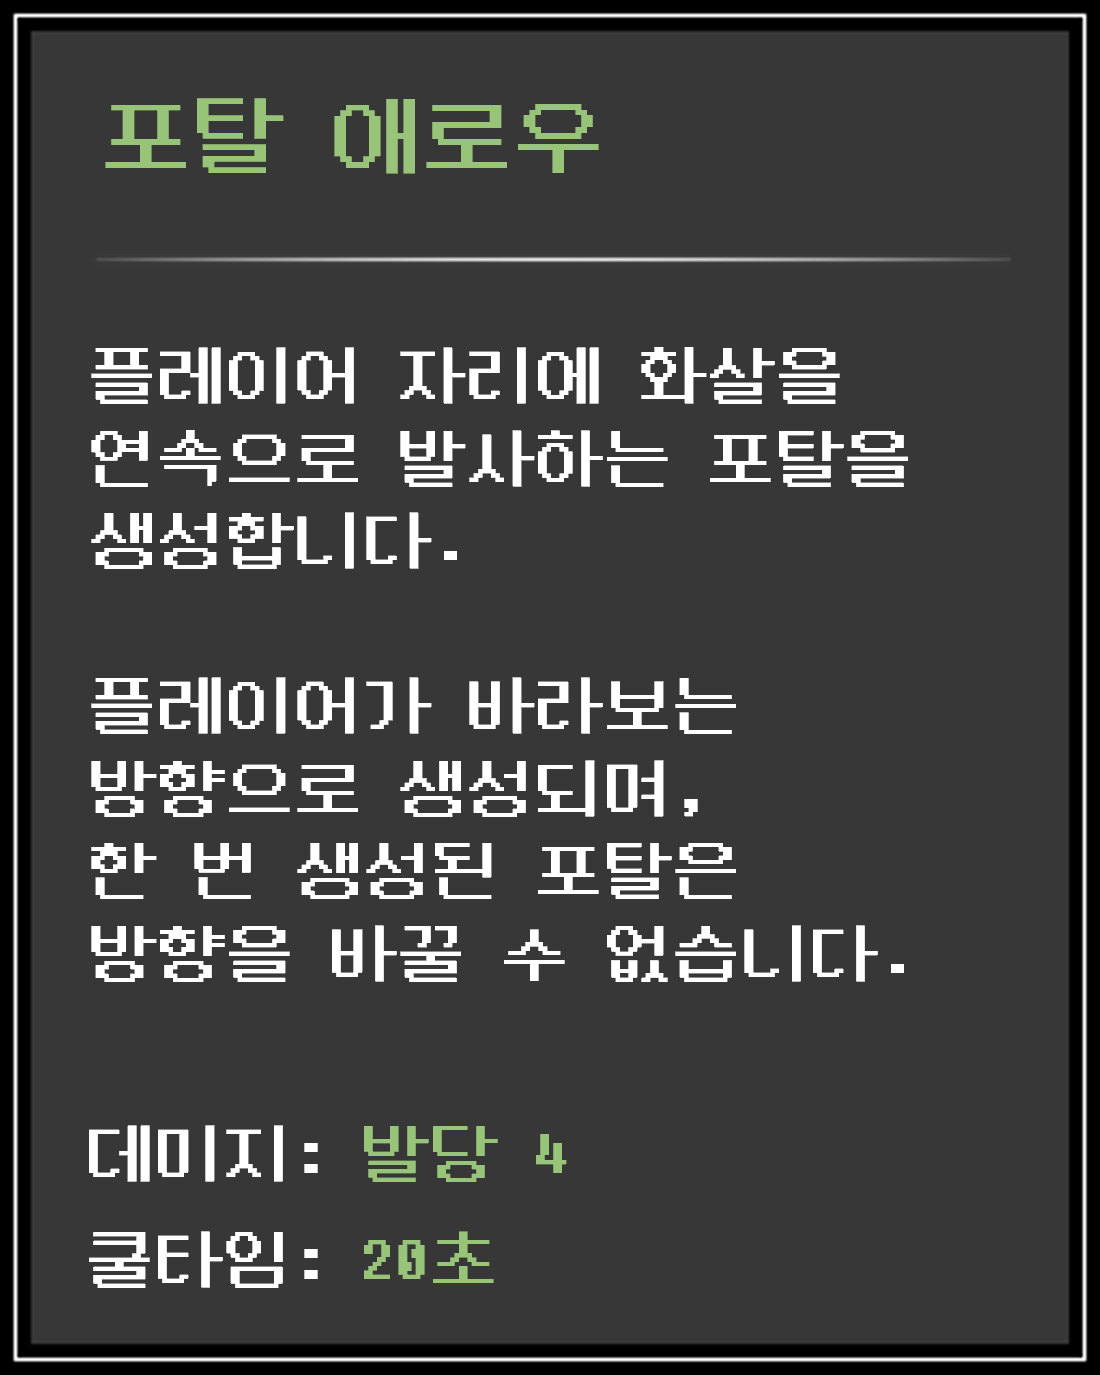 포탈 애로우
플레이어 자리에 화살을
연속으로 발사하는 포탈을
생성합니다.
플레이어가 바라보는
방향으로 생성되며,
한 번 생성된 포탈은
방향을 바꿀 수 없습니다.
데미지: 발당 4
쿨타임: 20초